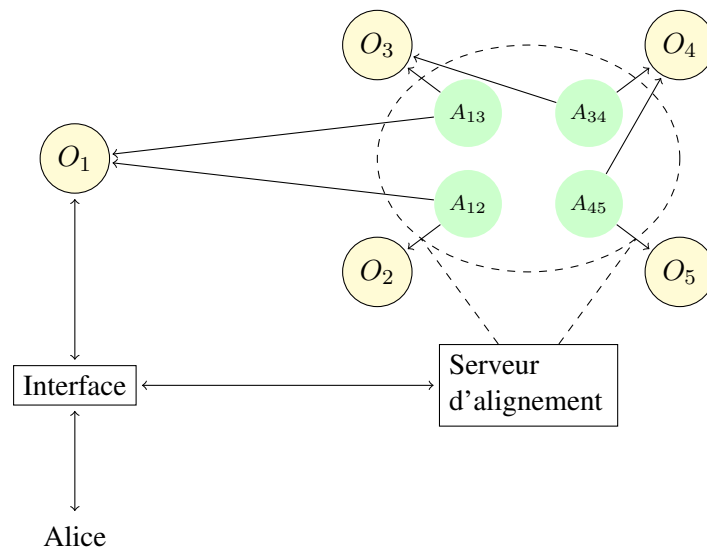 O3
O4
A13
A34
O1
A12
A45
O2
O5
Serveur
d'alignement
Interface
Alice